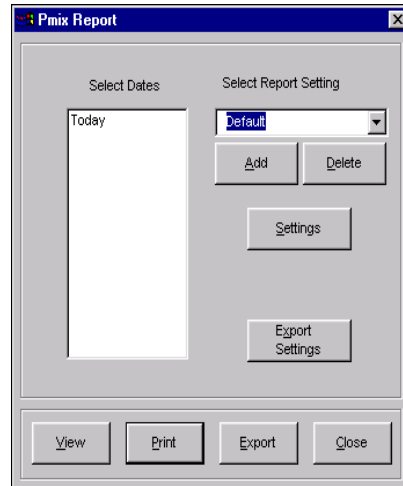 Pmix Report
Select Dates
Select Report Setting
Today
Default
Add
Delete
Settings
Export
Settings
View
Print
Export
Close